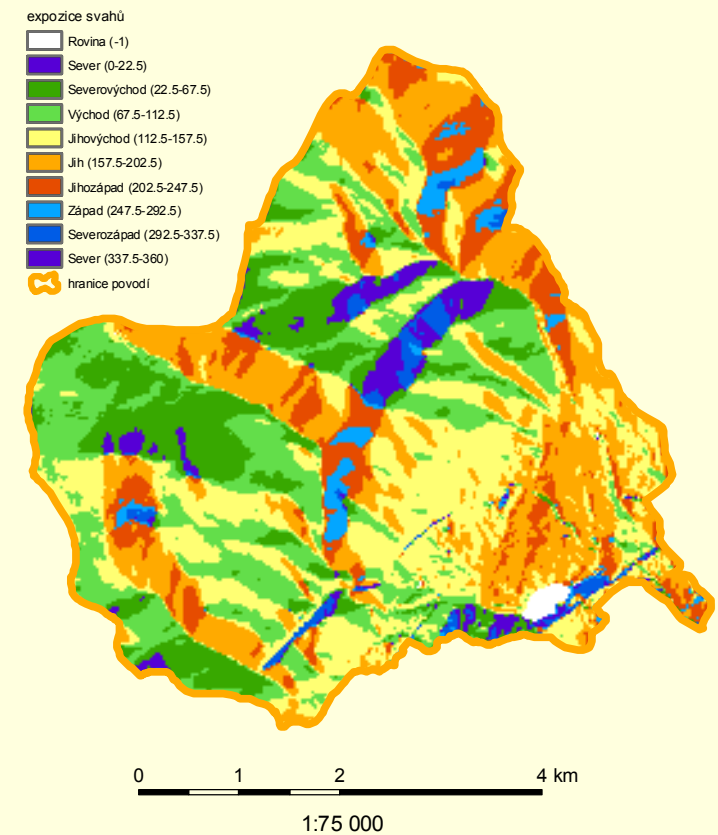 expozice svahů
Rovina (-1)
Sever (0-22.5)
Severovýchod (22.5-67.5)
Východ (67.5-112.5)
Jihovýchod (112.5-157.5)
Jih (157.5-202.5)
Jihozápad (202.5-247.5)
Západ (247.5-292.5)
Severozápad (292.5-337.5)
Sever (337.5-360)
hranice povodí
0 1 2 4 km
1:75 000